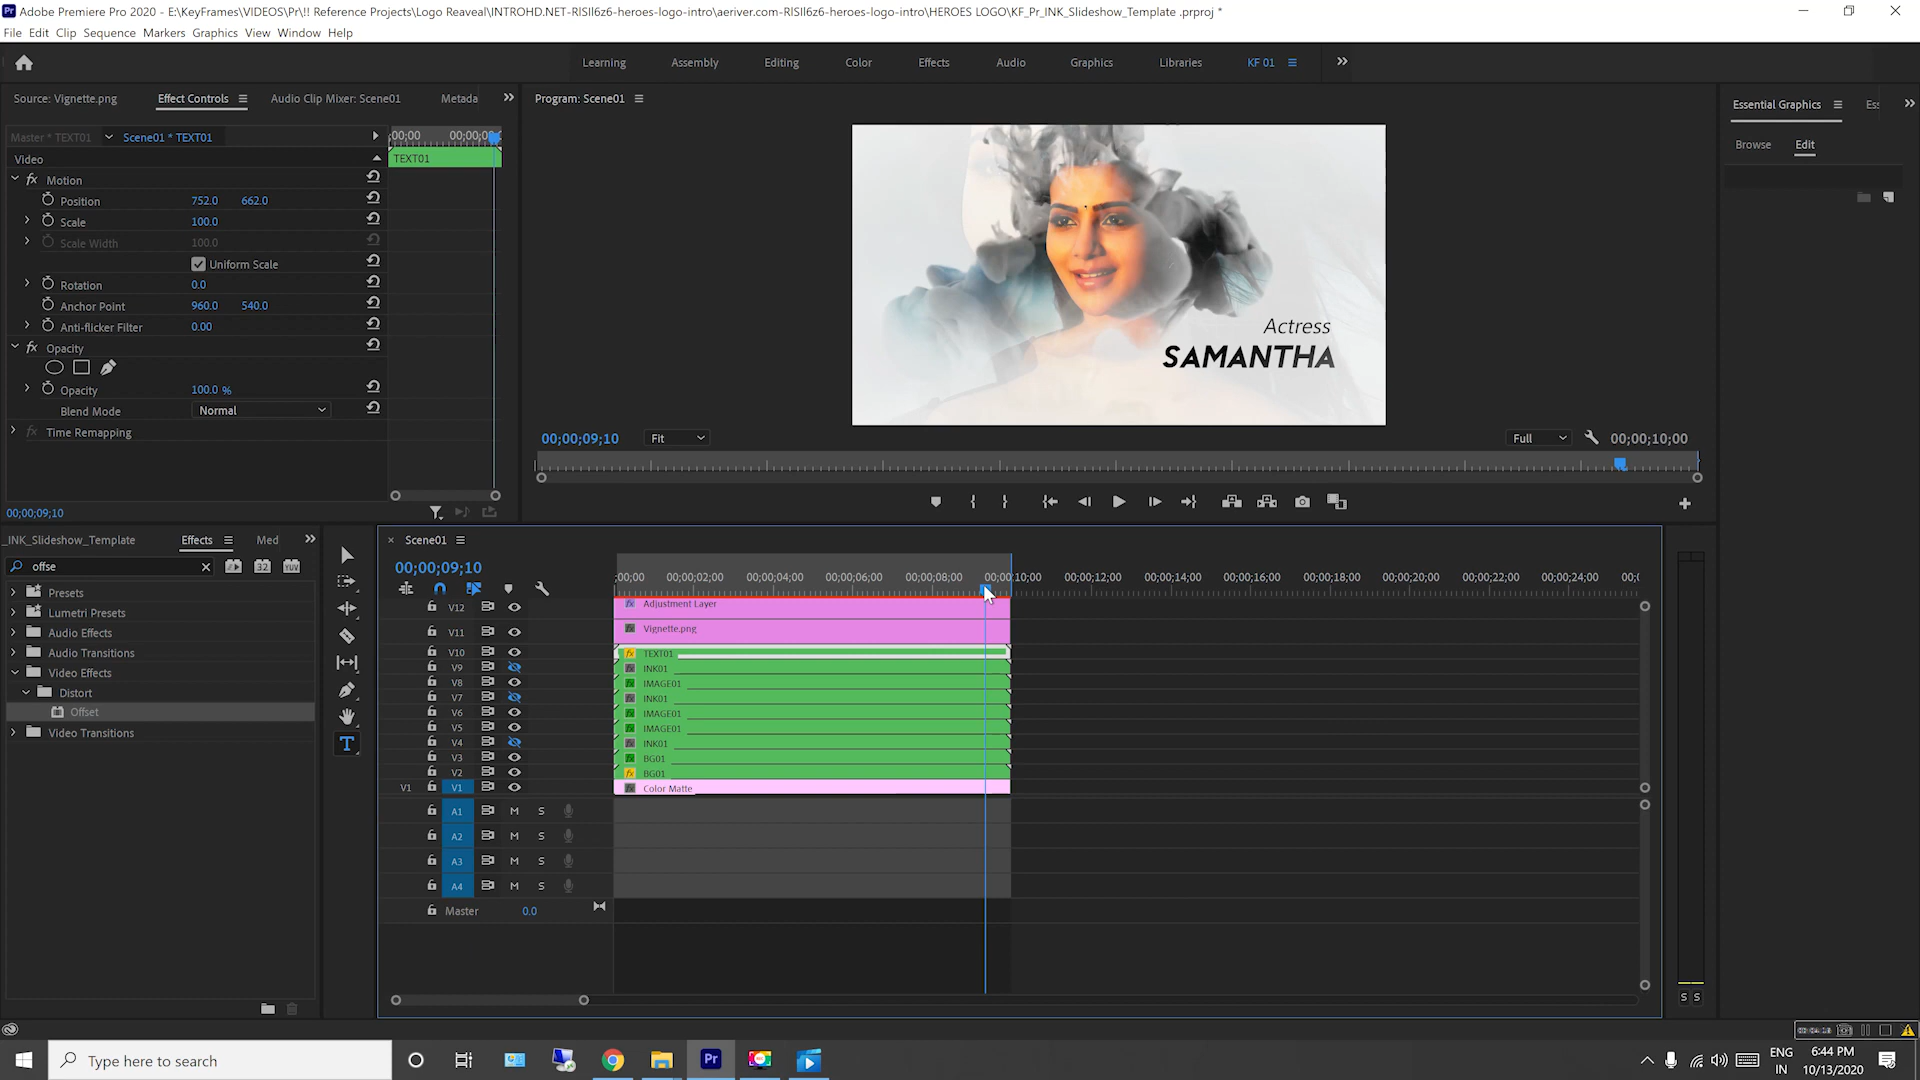 Adobe Premiere Pro 2020 - E:\KeyFrames\VIDEOS\Pr\!! Reference Projects\Logo Reaveal\INTROHD.NET-RlSIl6z6-heroes-logo-intro\aeriver.com-RlSIl6z6-heroes-logo-intro\HEROES LOGO\KF_Pr_INK_Slideshow_Template .prproj *
File Edit Clip Sequence Markers Graphics View Window Help
Learning Assembly Editing Color Effects Audio Graphics Libraries KF 01
Source: Vignette.png Effect Controls Audio Clip Mixer: Scene01 Metada
Master * TEXT01 Scene01 * TEXT01
;00;00 00;00;05;
Video
TEXT01
Motion
Position 752.0 662.0
Scale 100.0
Scale Width 100.0
Uniform Scale
Rotation 0.0
Anchor Point 960.0 540.0
Anti-flicker Filter 0.00
Opacity
Opacity 100.0 %
Blend Mode Normal
Time Remapping
00;00;09;10
Program: Scene01
Actress
SAMANTHA
00;00;09;10 Fit Full 00;00;10;00
Essential Graphics Es
Browse Edit
_INK_Slideshow_Template Effects Med
offse
32 YUV
Presets
Lumetri Presets
Audio Effects
Audio Transitions
Video Effects
Distort
Offset
Video Transitions
Scene01
00;00;09;10
;00;00 00;00;02;00 00;00;04;00 00;00;06;00 00;00;08;00 00;00;10;00 00;00;12;00 00;00;14;00 00;00;16;00 00;00;18;00 00;00;20;00 00;00;22;00 00;00;24;00 00;
V12 Adjustment Layer
V11 Vignette.png
V10 TEXT01
V9 INK01
V8 IMAGE01
V7 INK01
V6 IMAGE01
V5 IMAGE01
V4 INK01
V3 BG01
V2 BG01
V1 V1 Color Matte
A1 M S
A2 M S
A3 M S
A4 M S
Master 0.0
S S
Type here to search
Pr
ENG
IN
6:44 PM
10/13/2020